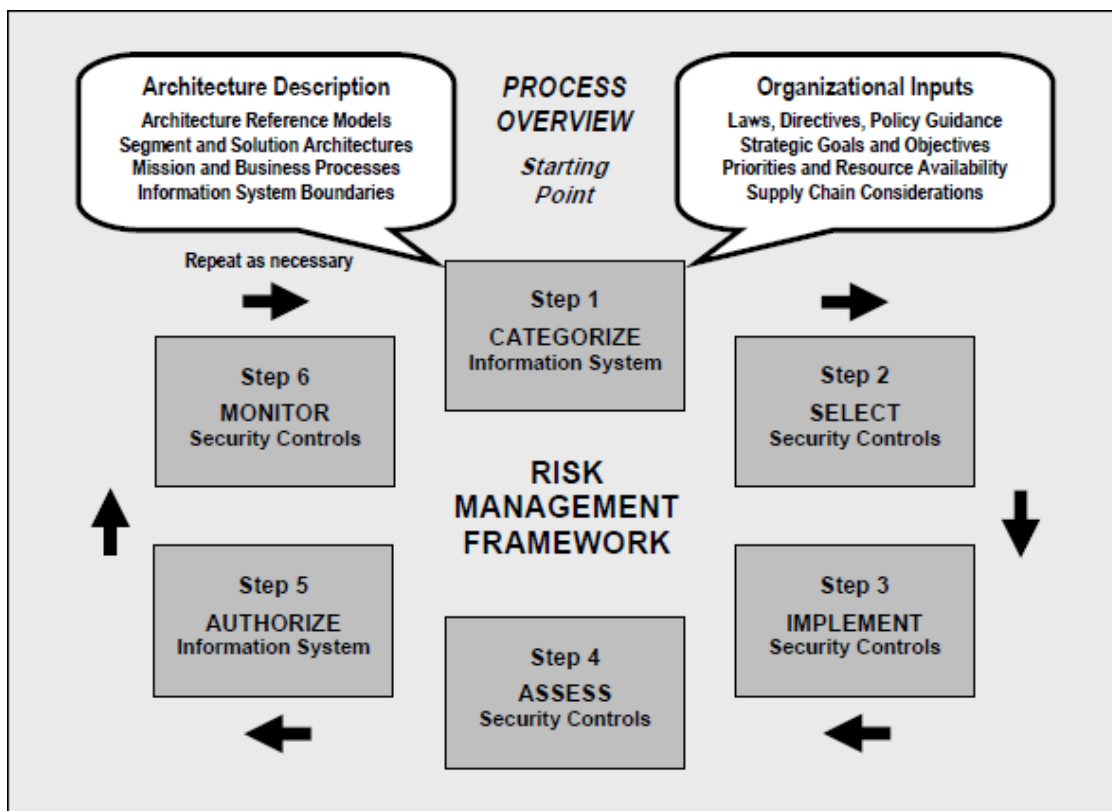 Architecture Description
Architecture Reference Models
Segment and Solution Architectures
Mission and Business Processes
Information System Boundaries
PROCESS
OVERVIEW
Starting
Point
Organizational Inputs
Laws, Directives, Policy Guidance
Strategic Goals and Objectives
Priorities and Resource Availability
Supply Chain Considerations
Repeat as necessary
Step 1
CATEGORIZE
Information System
Step 2
SELECT
Security Controls
Step 3
IMPLEMENT
Security Controls
Step 4
ASSESS
Security Controls
Step 5
AUTHORIZE
Information System
Step 6
MONITOR
Security Controls
RISK
MANAGEMENT
FRAMEWORK